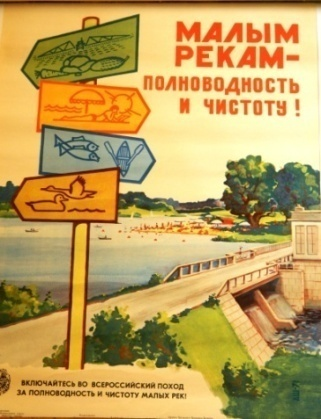 МАЛЫМ
РЕКАМ–
ПОЛНОВОДНОСТЬ
И ЧИСТОТУ!
ВКЛЮЧАЙТЕСЬ ВО ВСЕРОССИЙСКИЙ ПОХОД
ЗА ПОЛНОВОДНОСТЬ И ЧИСТОТУ МАЛЫХ РЕК!